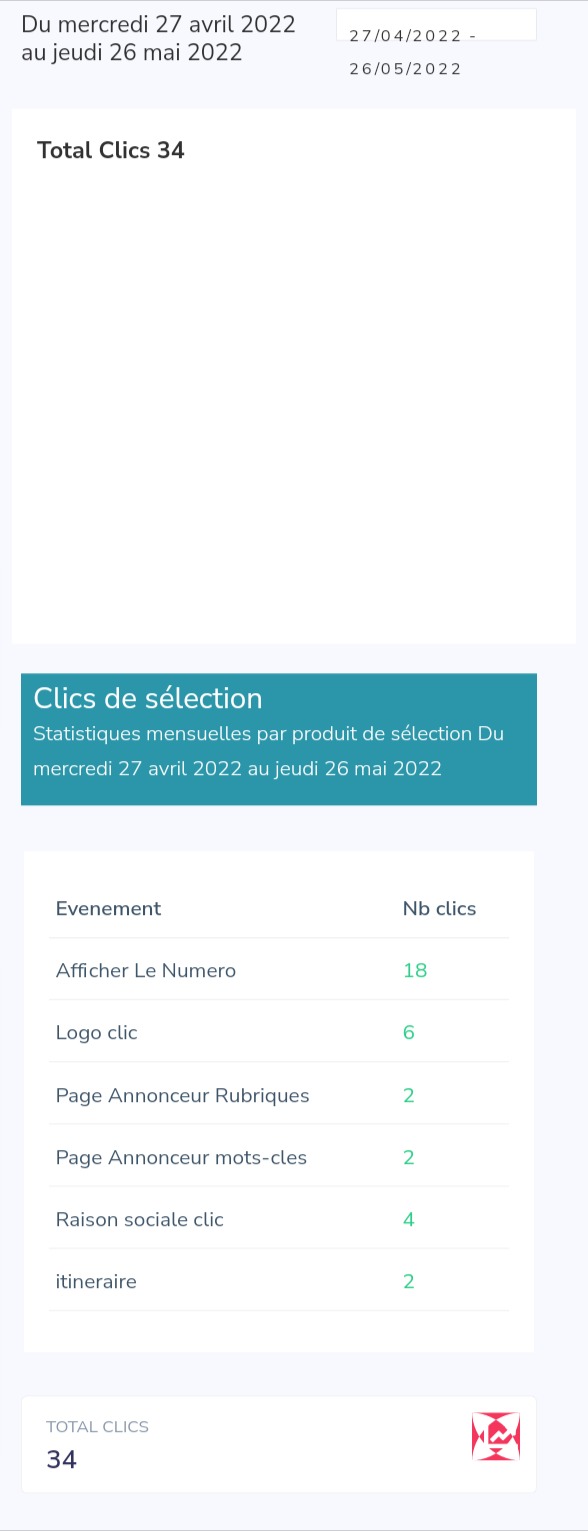 Du mercredi 27 avril 2022
au jeudi 26 mai 2022
27/04/2022 -
26/05/2022
Total Clics 34
Clics de sélection
Statistiques mensuelles par produit de sélection Du
mercredi 27 avril 2022 au jeudi 26 mai 2022
Evenement Nb clics
Afficher Le Numero 18
Logo clic 6
Page Annonceur Rubriques 2
Page Annonceur mots-cles 2
Raison sociale clic 4
itineraire 2
TOTAL CLICS
34